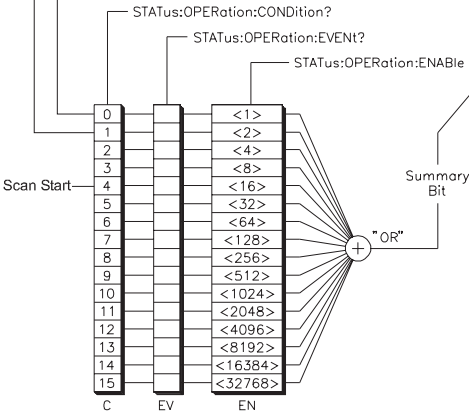 STATus:OPERation:CONDition?
STATus:OPERation:EVENt?
STATus:OPERation:ENABle
0 <1>
1 <2>
2 <4>
3 <8>
Scan Start 4 <16>
5 <32>
6 <64>
7 <128>
8 <256>
9 <512>
10 <1024>
11 <2048>
12 <4096>
13 <8192>
14 <16384>
15 <32768>
C EV EN
+
"OR"
Summary
Bit